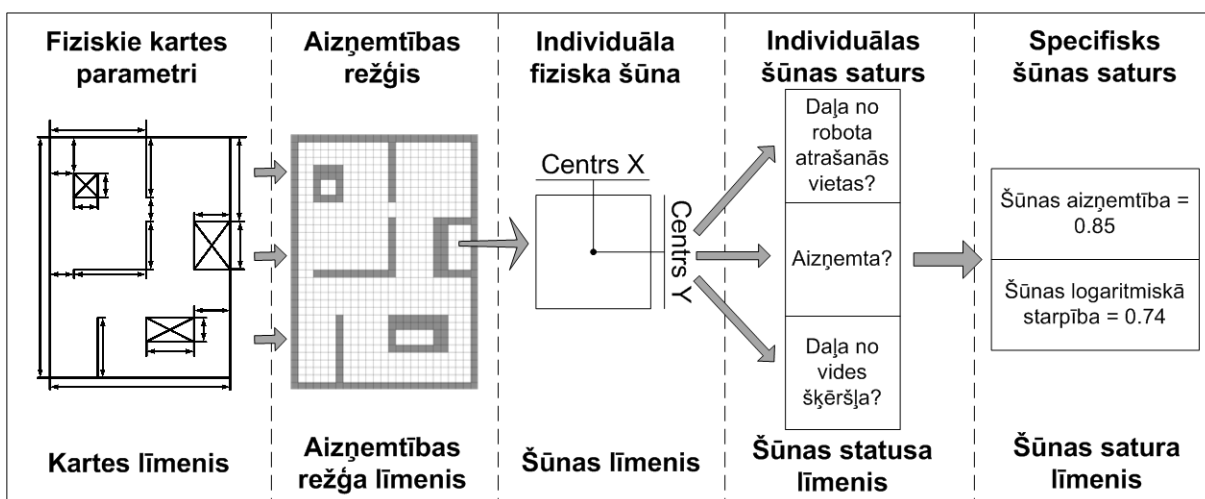 Fiziskie kartes
parametri
Aizņemtības
režģis
Individuāla
fiziska šūna
Individuālas
šūnas saturs
Specifisks
šūnas saturs
Centrs X
Centrs Y
Daļa no
robota
atrašanās
vietas?
Aizņemta?
Daļa no
vides
šķēršļa?
Šūnas aizņemtība =
0.85
Šūnas logaritmiskā
starpība = 0.74
Kartes līmenis
Aizņemtības
režģa līmenis
Šūnas līmenis
Šūnas statusa
līmenis
Šūnas satura
līmenis